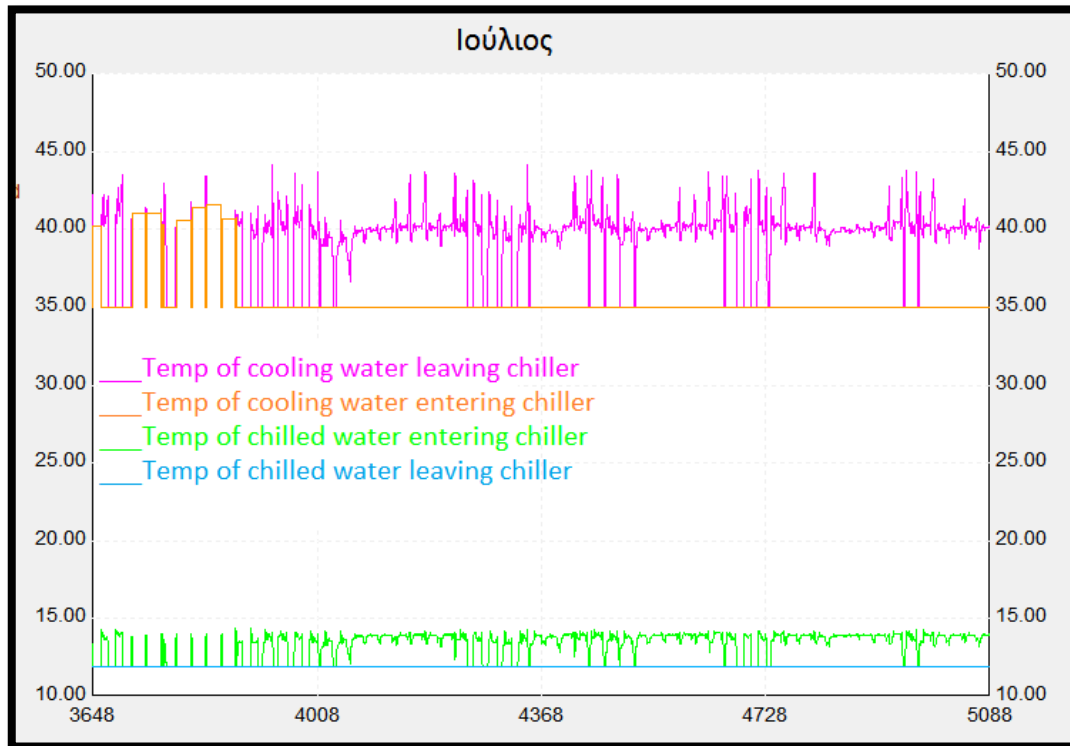 Ιούλιος
50.00 50.00
45.00 45.00
40.00 40.00
35.00 35.00
30.00 30.00
25.00 25.00
20.00 20.00
15.00 15.00
10.00 10.00
Temp of cooling water leaving chiller
Temp of cooling water entering chiller
Temp of chilled water entering chiller
Temp of chilled water leaving chiller
3648 4008 4368 4728 5088